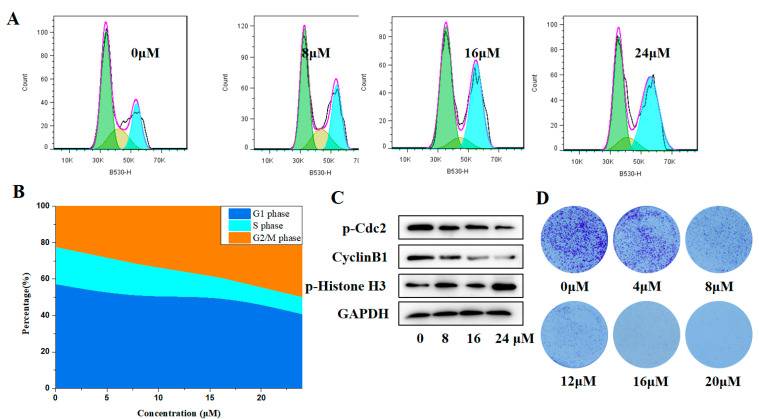 A
0μM
8μM
16μM
24μM
Count
100
80
60
40
20
0
10K 30K 50K 70K
B530-H
Count
120
90
60
30
0
10K 30K 50K
B530-H
Count
80
60
40
20
0
10K 30K 50K 70K
B530-H
Count
100
80
60
40
20
0
10K 30K 50K 70K
B530-H
B
Percentage(%)
100
80
60
40
20
0
G1 phase
S phase
G2/M phase
0 5 10 15 20
Concentration (μM)
C
p-Cdc2
CyclinB1
p-Histone H3
GAPDH
0 8 16 24 μM
D
0μM 4μM 8μM
12μM 16μM 20μM